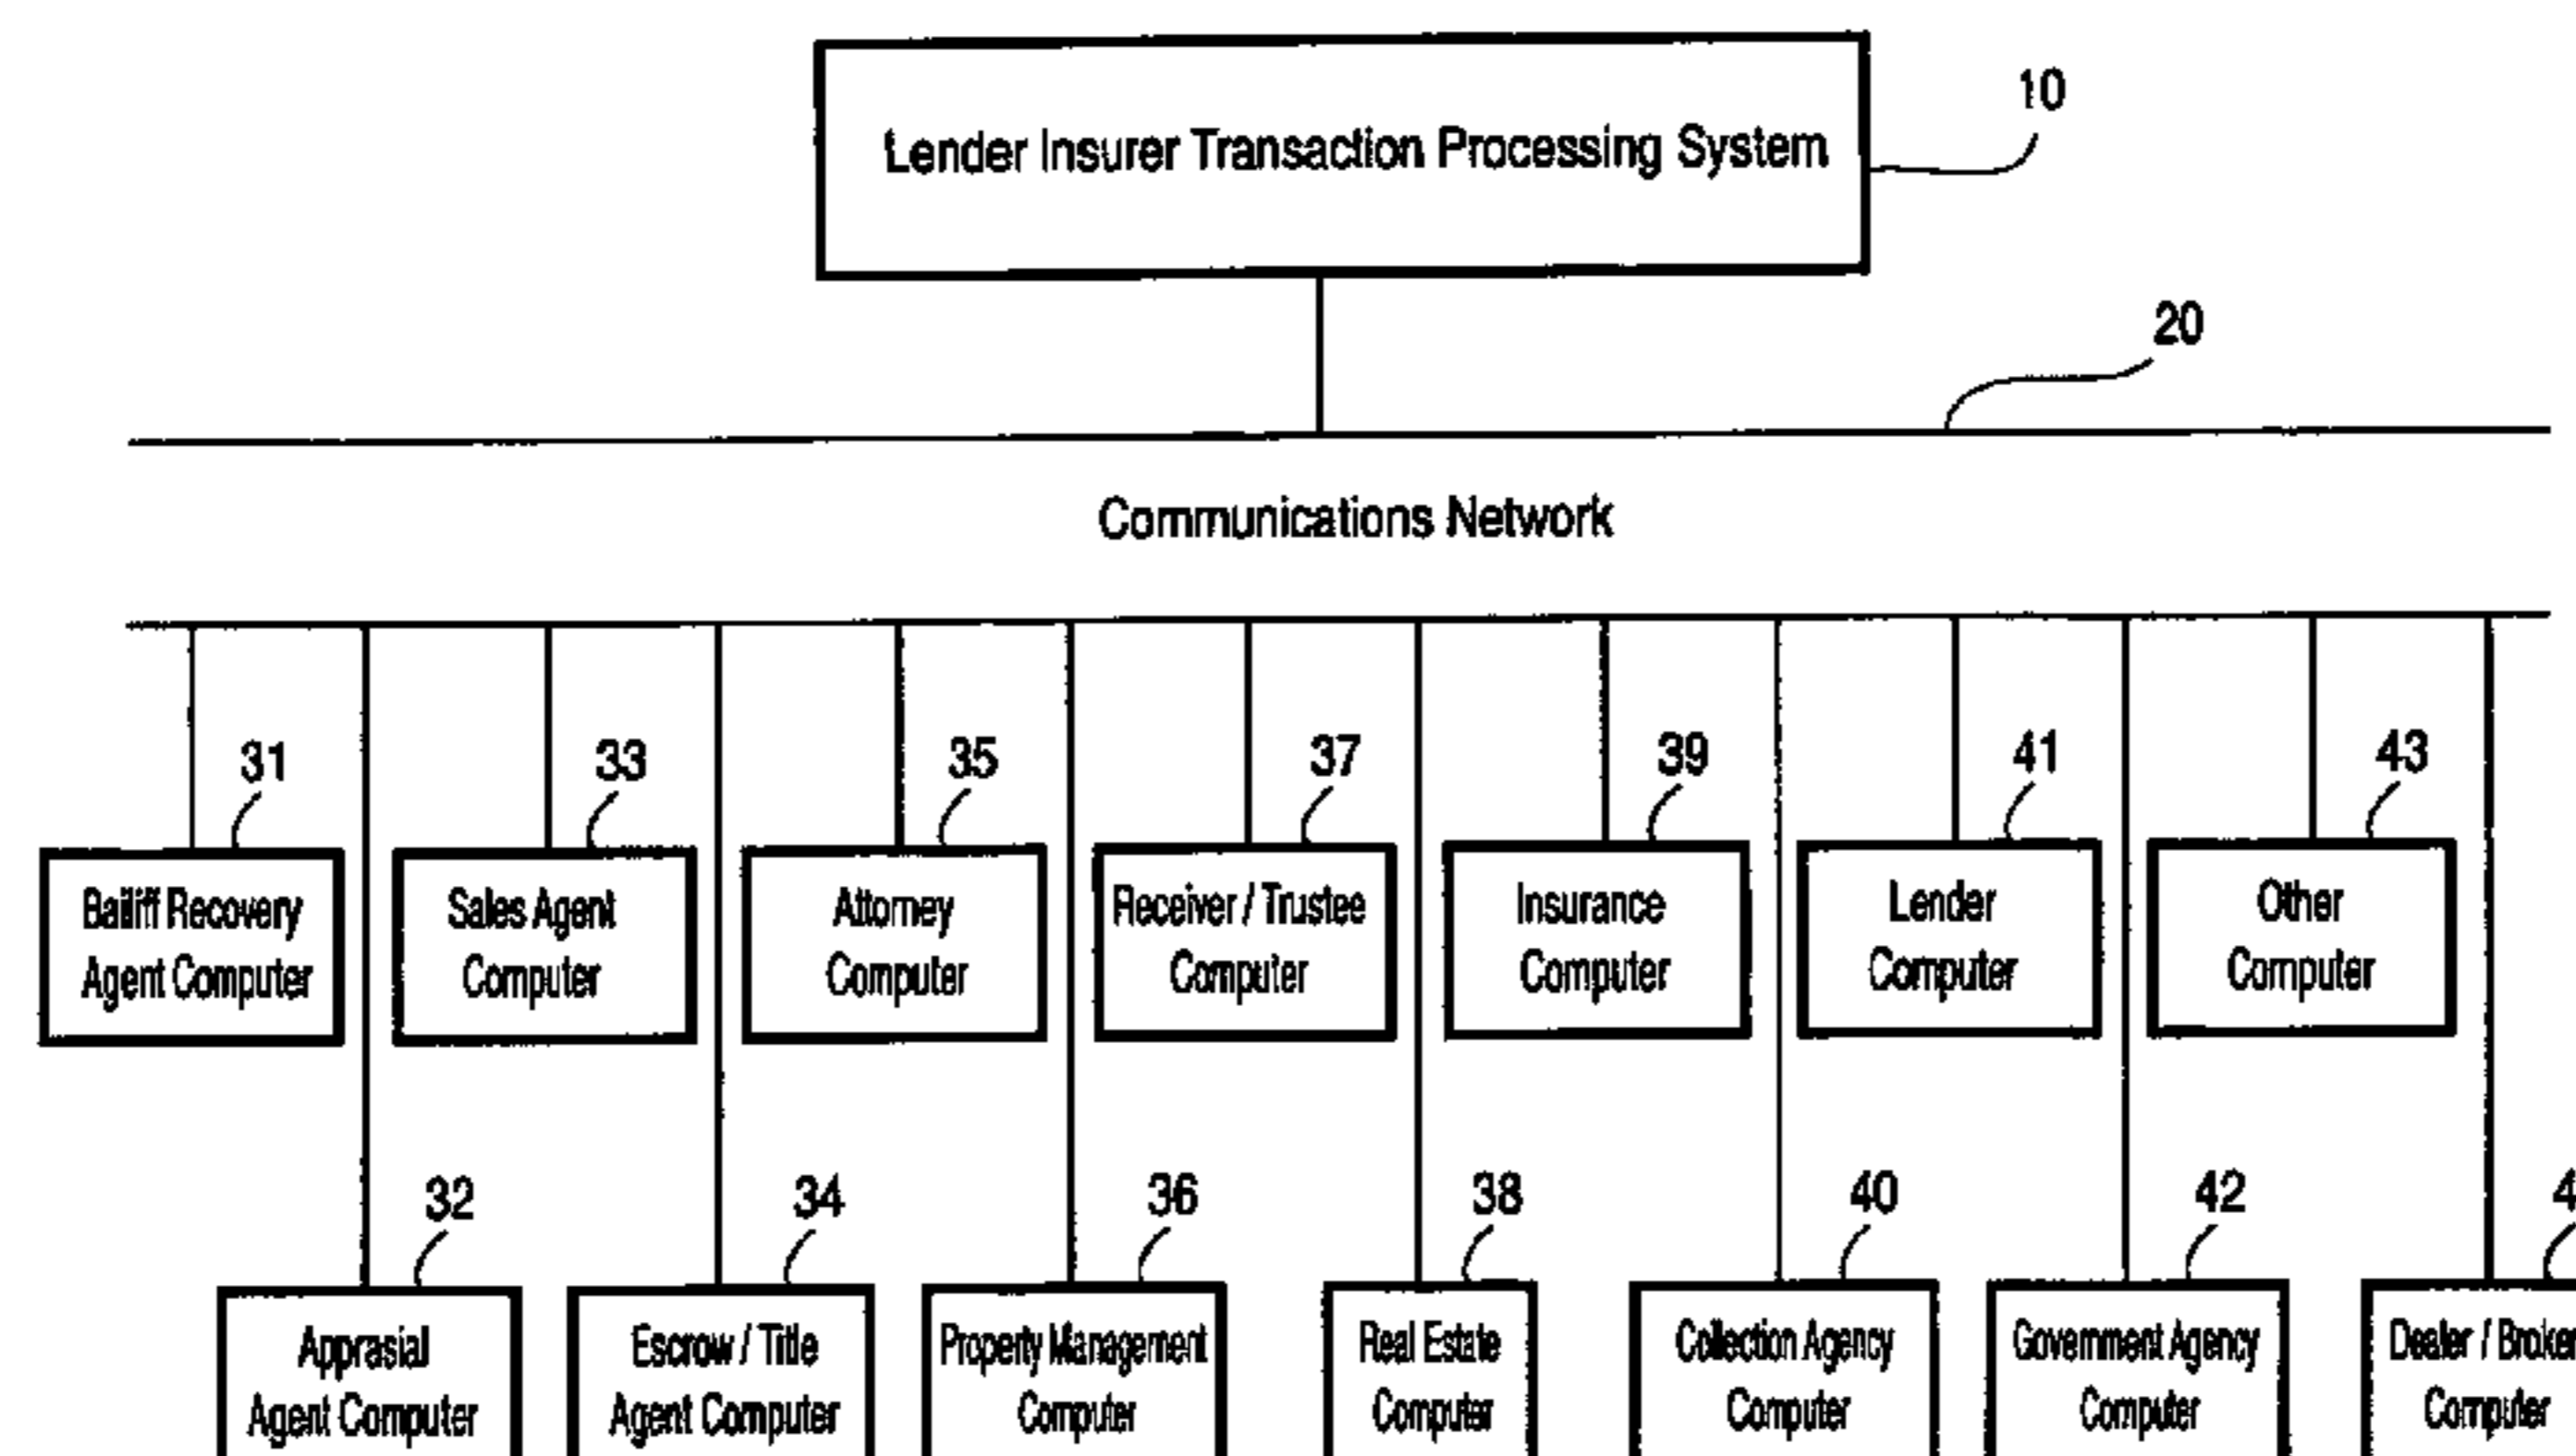 10
Lender Insurer Transaction Processing System
20
Communications Network
31
33
35
37
39
41
43
Bailiff Recovery
Agent Computer
Sales Agent
Computer
Attorney
Computer
Receiver / Trustee
Computer
Insurance
Computer
Lender
Computer
Other
Computer
32
34
36
38
40
42
Apprasial
Agent Computer
Escrow / Title
Agent Computer
Property Management
Computer
Real Estate
Computer
Collection Agency
Computer
Government Agency
Computer
Dealer / Broker
Computer